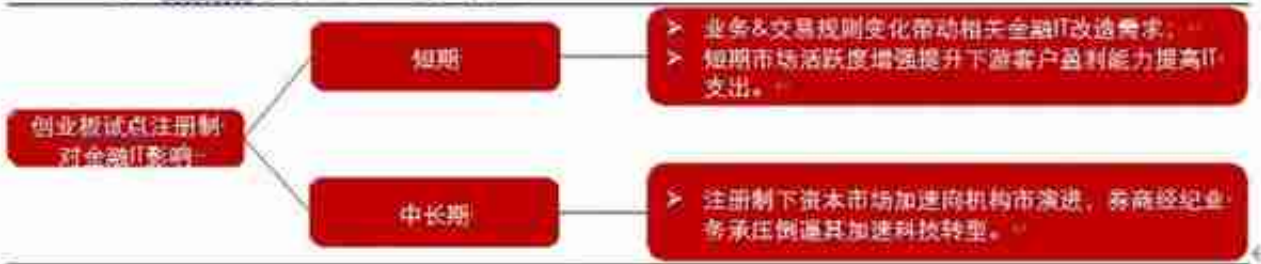 创业板试点注册制
对金融IT影响
短期
业务&交易规则变化带动相关金融IT改造需求；
短期市场活跃度增强提升下游客户盈利能力提高IT
支出。
中长期
注册制下资本市场加速向机构市演进，券商经纪业
务承压倒逼其加速科技转型。